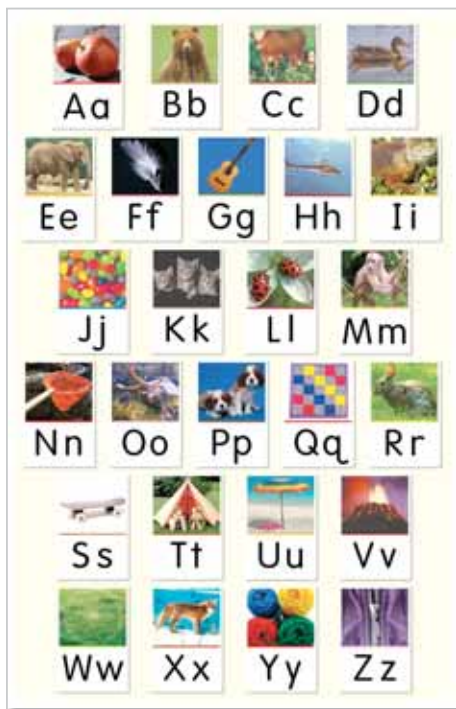 Aa Bb Cc Dd
Ee Ff Gg Hh Ii
Jj Kk Ll Mm
Nn Oo Pp Qq Rr
Ss Tt Uu Vv
Ww Xx Yy Zz